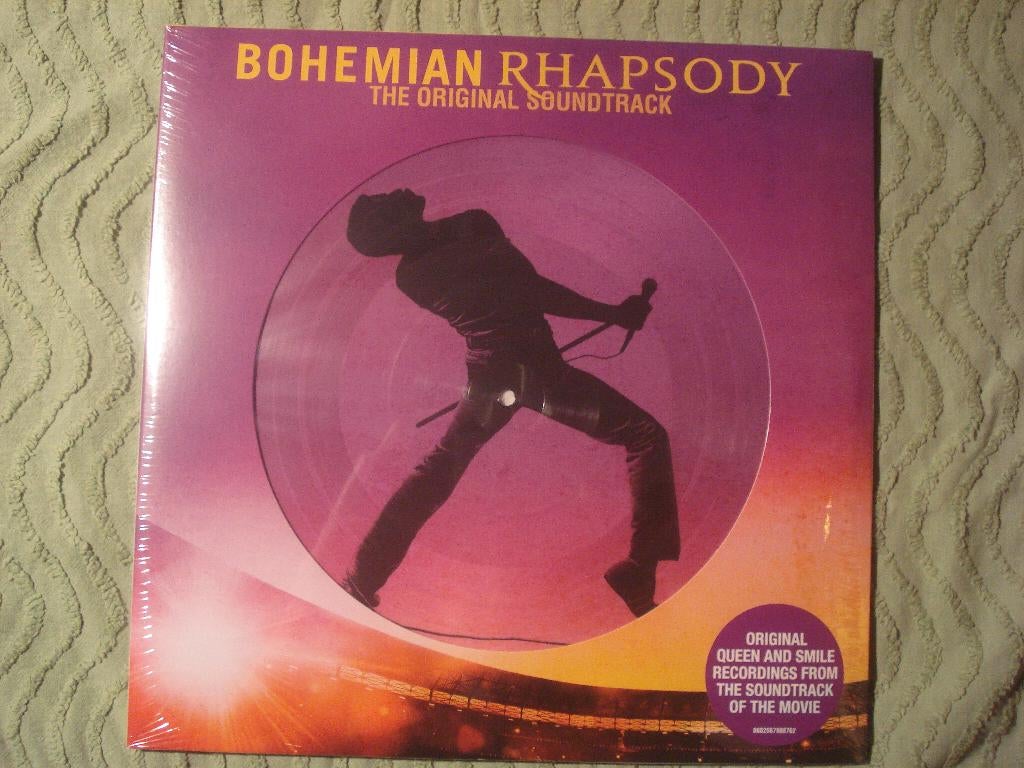 BOHEMIAN RHAPSODY
THE ORIGINAL SOUNDTRACK
ORIGINAL
QUEEN AND SMILE
RECORDINGS FROM
THE SOUNDTRACK
OF THE MOVIE